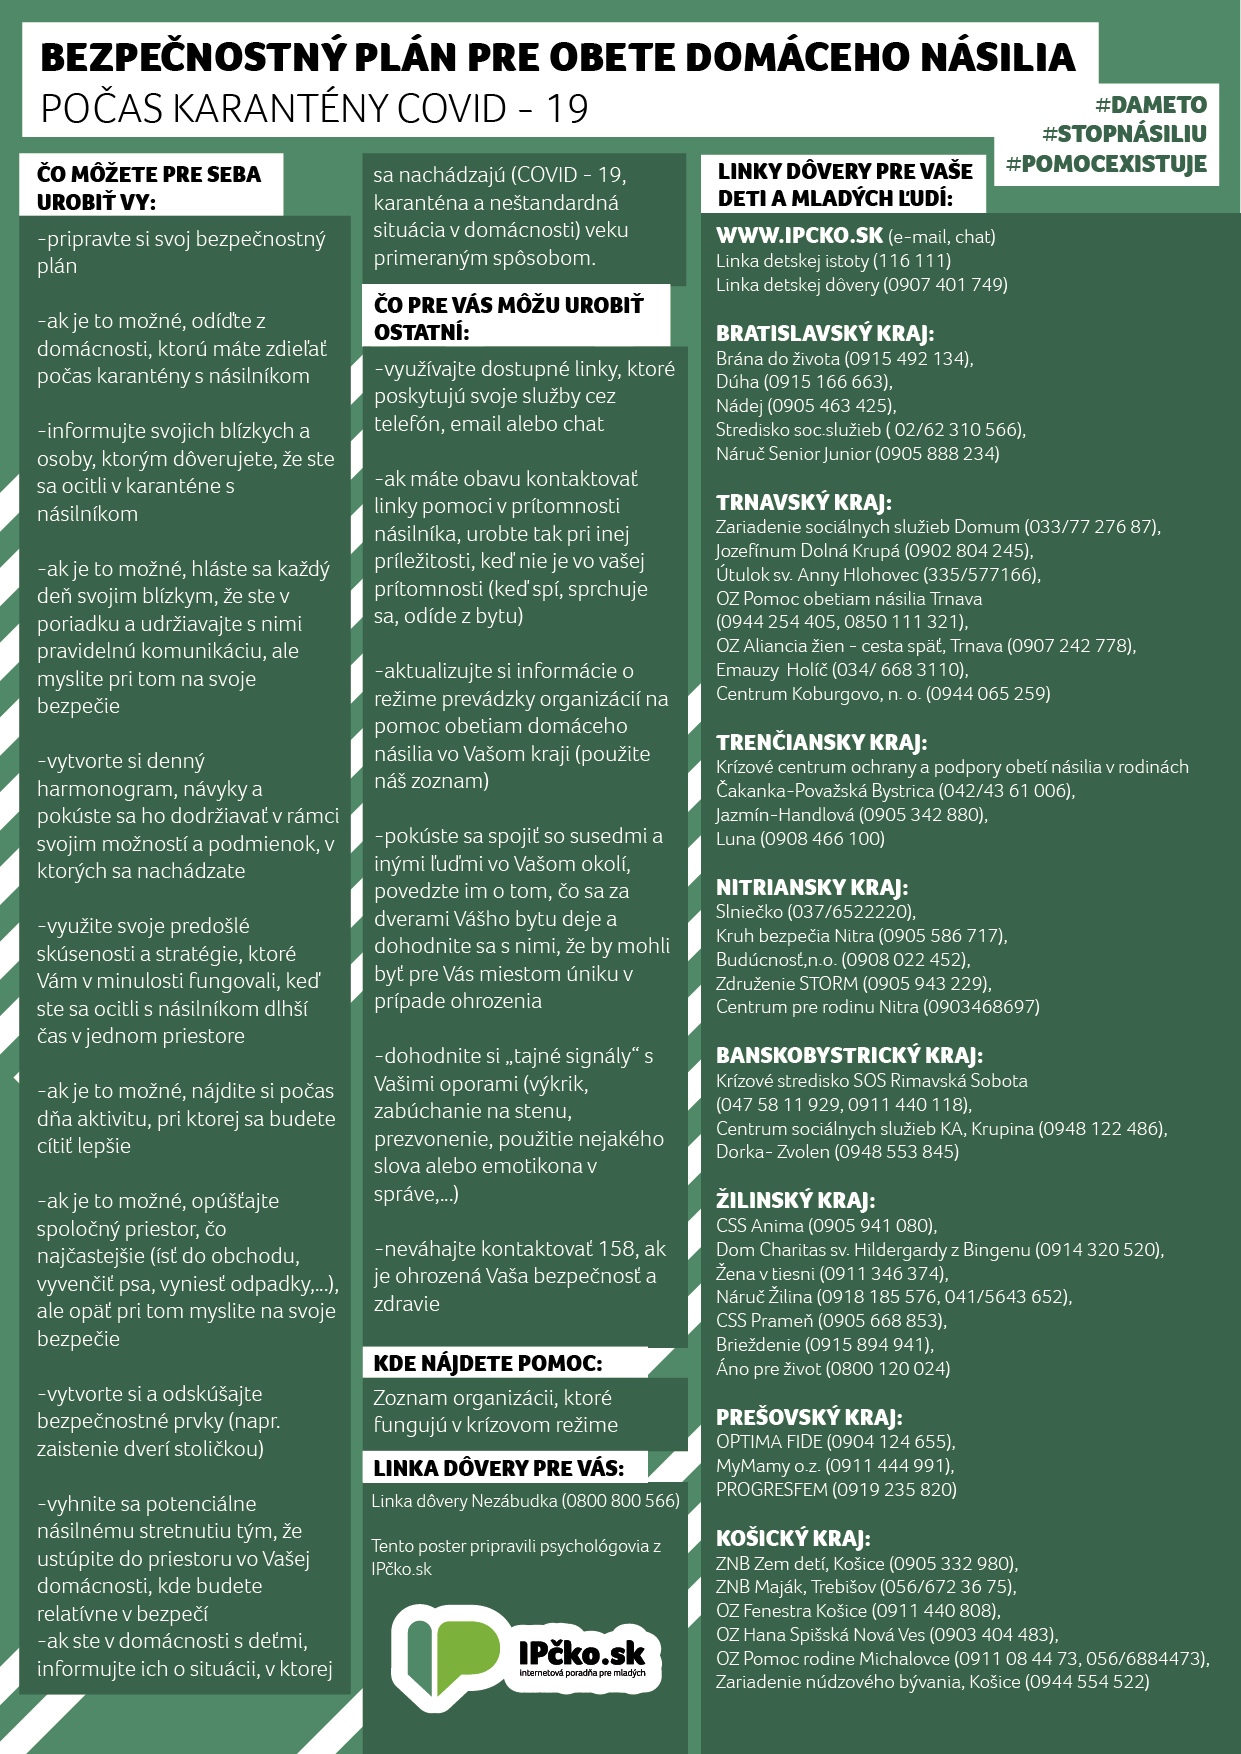 BEZPEČNOSTNÝ PLÁN PRE OBETE DOMÁCEHO NÁSILIA
POČAS KARANTÉNY COVID - 19
#DAMETO
#STOPNÁSILIU
#POMOCEXISTUJE
ČO MÔŽETE PRE SEBA
UROBIŤ VY:
-pripravte si svoj bezpečnostný
plán
-ak je to možné, odíďte z
domácnosti, ktorú máte zdieľať
počas karantény s násilníkom
-informujte svojich blízkych a
osoby, ktorým dôverujete, že ste
sa ocitli v karanténe s
násilníkom
-ak je to možné, hláste sa každý
deň svojim blízkym, že ste v
poriadku a udržiavajte s nimi
pravidelnú komunikáciu, ale
myslite pri tom na svoje
bezpečie
-vytvorte si denný
harmonogram, návyky a
pokúste sa ho dodržiavať v rámci
svojim možností a podmienok, v
ktorých sa nachádzate
-využite svoje predošlé
skúsenosti a stratégie, ktoré
Vám v minulosti fungovali, keď
ste sa ocitli s násilníkom dlhší
čas v jednom priestore
-ak je to možné, nájdite si počas
dňa aktivitu, pri ktorej sa budete
cítiť lepšie
-ak je to možné, opúšťajte
spoločný priestor, čo
najčastejšie (ísť do obchodu,
vyvenčiť psa, vyniesť odpadky,...),
ale opäť pri tom myslite na svoje
bezpečie
-vytvorte si a odskúšajte
bezpečnostné prvky (napr.
zaistenie dverí stoličkou)
-vyhnite sa potenciálne
násilnému stretnutiu tým, že
ustúpite do priestoru vo Vašej
domácnosti, kde budete
relatívne v bezpečí
-ak ste v domácnosti s deťmi,
informujte ich o situácii, v ktorej
sa nachádzajú (COVID - 19,
karanténa a neštandardná
situácia v domácnosti) veku
primeraným spôsobom.
ČO PRE VÁS MÔŽU UROBIŤ
OSTATNÍ:
-využívajte dostupné linky, ktoré
poskytujú svoje služby cez
telefón, email alebo chat
-ak máte obavu kontaktovať
linky pomoci v prítomnosti
násilníka, urobte tak pri inej
príležitosti, keď nie je vo vašej
prítomnosti (keď spí, sprchuje
sa, odíde z bytu)
-aktualizujte si informácie o
režime prevádzky organizácií na
pomoc obetiam domáceho
násilia vo Vašom kraji (použite
náš zoznam)
-pokúste sa spojiť so susedmi a
inými ľuďmi vo Vašom okolí,
povedzte im o tom, čo sa za
dverami Vášho bytu deje a
dohodnite sa s nimi, že by mohli
byť pre Vás miestom úniku v
prípade ohrozenia
-dohodnite si „tajné signály“ s
Vašimi oporami (výkrik,
zabúchanie na stenu,
prezvonenie, použitie nejakého
slova alebo emotikona v
správe,...)
-neváhajte kontaktovať 158, ak
je ohrozená Vaša bezpečnosť a
zdravie
KDE NÁJDETE POMOC:
Zoznam organizácii, ktoré
fungujú v krízovom režime
LINKA DÔVERY PRE VÁS:
Linka dôvery Nezábudka (0800 800 566)
Tento poster pripravili psychológovia z
IPčko.sk
IPčko.sk
internetová poradňa pre mladých
LINKY DÔVERY PRE VAŠE
DETI A MLADÝCH ĽUDÍ:
WWW.IPCKO.SK (e-mail, chat)
Linka detskej istoty (116 111)
Linka detskej dôvery (0907 401 749)
BRATISLAVSKÝ KRAJ:
Brána do života (0915 492 134),
Dúha (0915 166 663),
Nádej (0905 463 425),
Stredisko soc.služieb ( 02/62 310 566),
Náruč Senior Junior (0905 888 234)
TRNAVSKÝ KRAJ:
Zariadenie sociálnych služieb Domum (033/77 276 87),
Jozefínum Dolná Krupá (0902 804 245),
Útulok sv. Anny Hlohovec (335/577166),
OZ Pomoc obetiam násilia Trnava
(0944 254 405, 0850 111 321),
OZ Aliancia žien - cesta späť, Trnava (0907 242 778),
Emauzy Holíč (034/ 668 3110),
Centrum Koburgovo, n. o. (0944 065 259)
TRENČIANSKY KRAJ:
Krízové centrum ochrany a podpory obetí násilia v rodinách
Čakanka-Považská Bystrica (042/43 61 006),
Jazmín-Handlová (0905 342 880),
Luna (0908 466 100)
NITRIANSKY KRAJ:
Slniečko (037/6522220),
Kruh bezpečia Nitra (0905 586 717),
Budúcnosť,n.o. (0908 022 452),
Združenie STORM (0905 943 229),
Centrum pre rodinu Nitra (0903468697)
BANSKOBYSTRICKÝ KRAJ:
Krízové stredisko SOS Rimavská Sobota
(047 58 11 929, 0911 440 118),
Centrum sociálnych služieb KA, Krupina (0948 122 486),
Dorka- Zvolen (0948 553 845)
ŽILINSKÝ KRAJ:
CSS Anima (0905 941 080),
Dom Charitas sv. Hildergardy z Bingenu (0914 320 520),
Žena v tiesni (0911 346 374),
Náruč Žilina (0918 185 576, 041/5643 652),
CSS Prameň (0905 668 853),
Brieždenie (0915 894 941),
Áno pre život (0800 120 024)
PREŠOVSKÝ KRAJ:
OPTIMA FIDE (0904 124 655),
MyMamy o.z. (0911 444 991),
PROGRESFEM (0919 235 820)
KOŠICKÝ KRAJ:
ZNB Zem detí, Košice (0905 332 980),
ZNB Maják, Trebišov (056/672 36 75),
OZ Fenestra Košice (0911 440 808),
OZ Hana Spišská Nová Ves (0903 404 483),
OZ Pomoc rodine Michalovce (0911 08 44 73, 056/6884473),
Zariadenie núdzového bývania, Košice (0944 554 522)